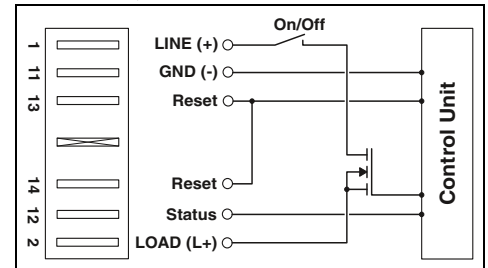 On/Off
1 LINE (+)
11 GND (-)
13 Reset
14 Reset
12 Status
2 LOAD (L+)
Control Unit